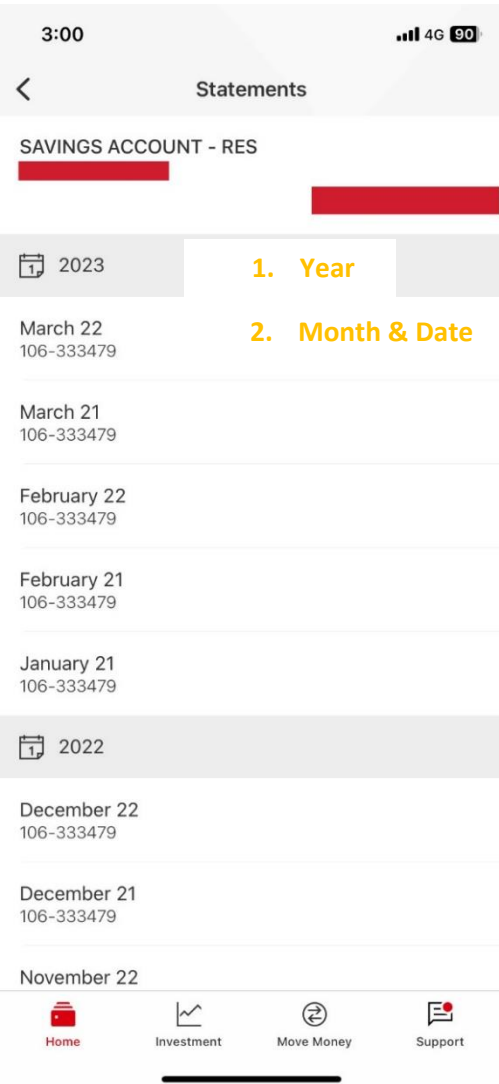 3:00
4G 90
Statements
SAVINGS ACCOUNT - RES
1 2023
1. Year
March 22
2. Month & Date
106-333479
March 21
106-333479
February 22
106-333479
February 21
106-333479
January 21
106-333479
1 2022
December 22
106-333479
December 21
106-333479
November 22
Home Investment Move Money Support